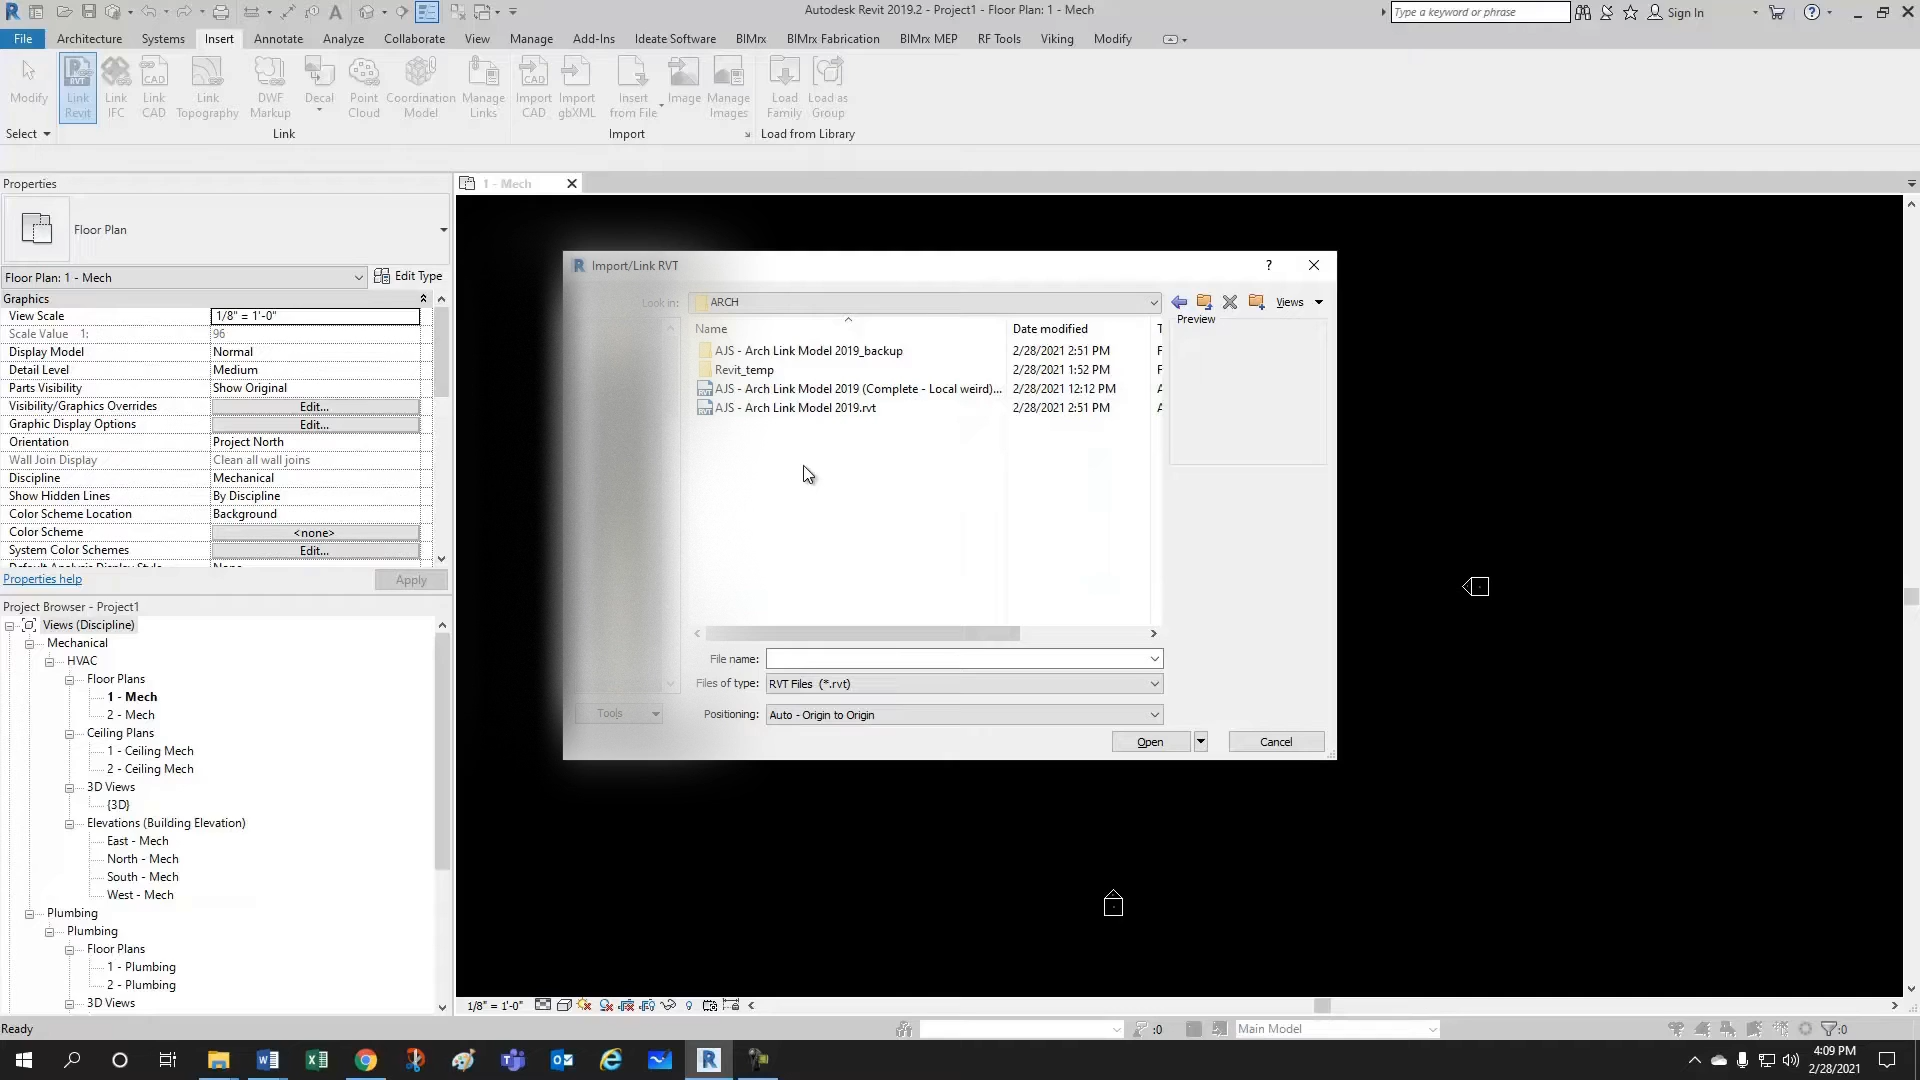 Autodesk Revit 2019.2 - Project1 - Floor Plan: 1 - Mech
Type a keyword or phrase
Sign In
File Architecture Systems Insert Annotate Analyze Collaborate View Manage Add-Ins Ideate Software BIMrx BIMrx Fabrication BIMrx MEP RF Tools Viking Modify
Modify
Link Revit
Link IFC
Link CAD
Link Topography
DWF Markup
Decal
Point Cloud
Coordination Model
Manage Links
Import CAD
Import gbXML
Insert from File
Image
Manage Images
Load Family
Load as Group
Select Link Import Load from Library
Properties
1 - Mech
Floor Plan
Floor Plan: 1 - Mech Edit Type
Graphics
View Scale 1/8" = 1'-0"
Scale Value 1: 96
Display Model Normal
Detail Level Medium
Parts Visibility Show Original
Visibility/Graphics Overrides Edit...
Graphic Display Options Edit...
Orientation Project North
Wall Join Display Clean all wall joins
Discipline Mechanical
Show Hidden Lines By Discipline
Color Scheme Location Background
Color Scheme <none>
System Color Schemes Edit...
Default Analysis Display Style None
Properties help Apply
Project Browser - Project1
Views (Discipline)
Mechanical
HVAC
Floor Plans
1 - Mech
2 - Mech
Ceiling Plans
1 - Ceiling Mech
2 - Ceiling Mech
3D Views
{3D}
Elevations (Building Elevation)
East - Mech
North - Mech
South - Mech
West - Mech
Plumbing
Plumbing
Floor Plans
1 - Plumbing
2 - Plumbing
3D Views
Import/Link RVT
?
Look in: ARCH Views
Name Date modified T
Preview
AJS - Arch Link Model 2019_backup 2/28/2021 2:51 PM F
Revit_temp 2/28/2021 1:52 PM F
AJS - Arch Link Model 2019 (Complete - Local weird)... 2/28/2021 12:12 PM A
AJS - Arch Link Model 2019.rvt 2/28/2021 2:51 PM A
File name:
Files of type: RVT Files (*.rvt)
Tools
Positioning: Auto - Origin to Origin
Open Cancel
1/8" = 1'-0"
Ready
:0
Main Model
:0
4:09 PM
2/28/2021